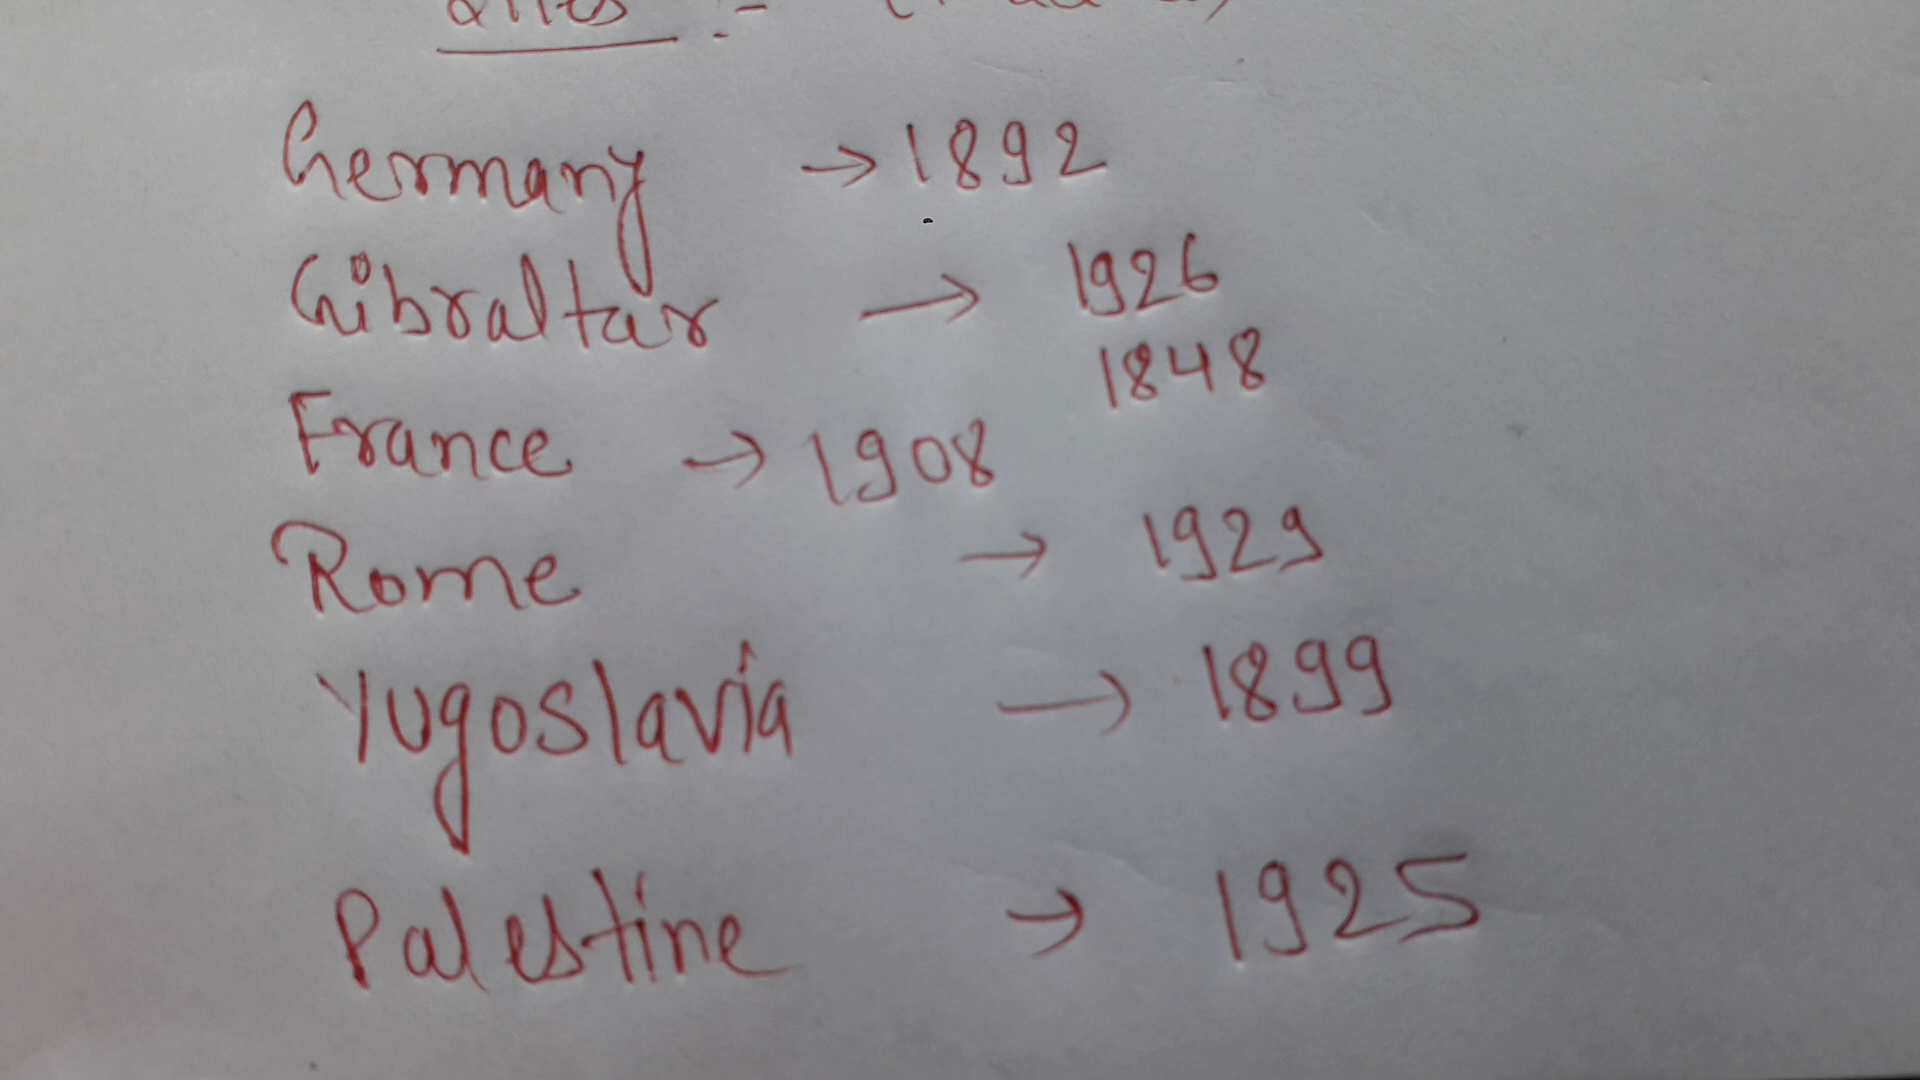 Germany → 1892
Gibraltar → 1926
1848
France → 1908
Rome → 1929
Yugoslavia → 1899
Palestine → 1925